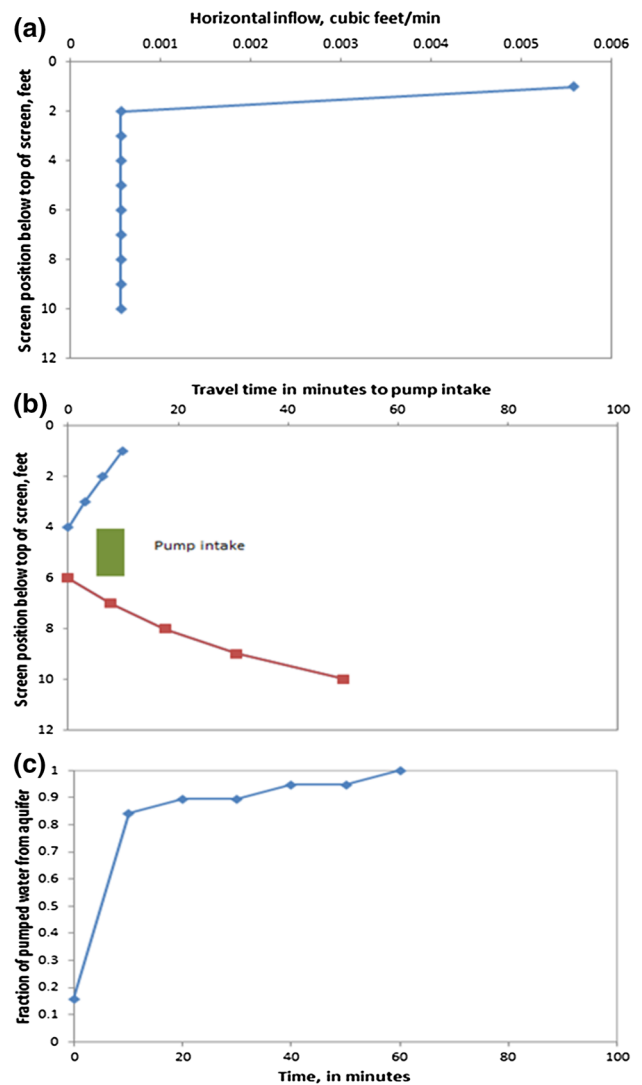 (a)
Horizontal inflow, cubic feet/min
0 0.001 0.002 0.003 0.004 0.005 0.006
Screen position below top of screen, feet
0
2
4
6
8
10
12
(b)
Travel time in minutes to pump intake
0 20 40 60 80 100
Screen position below top of screen, feet
0
2
4
Pump intake
6
8
10
12
(c)
Fraction of pumped water from aquifer
1
0.9
0.8
0.7
0.6
0.5
0.4
0.3
0.2
0.1
0
0 20 40 60 80 100
Time, in minutes